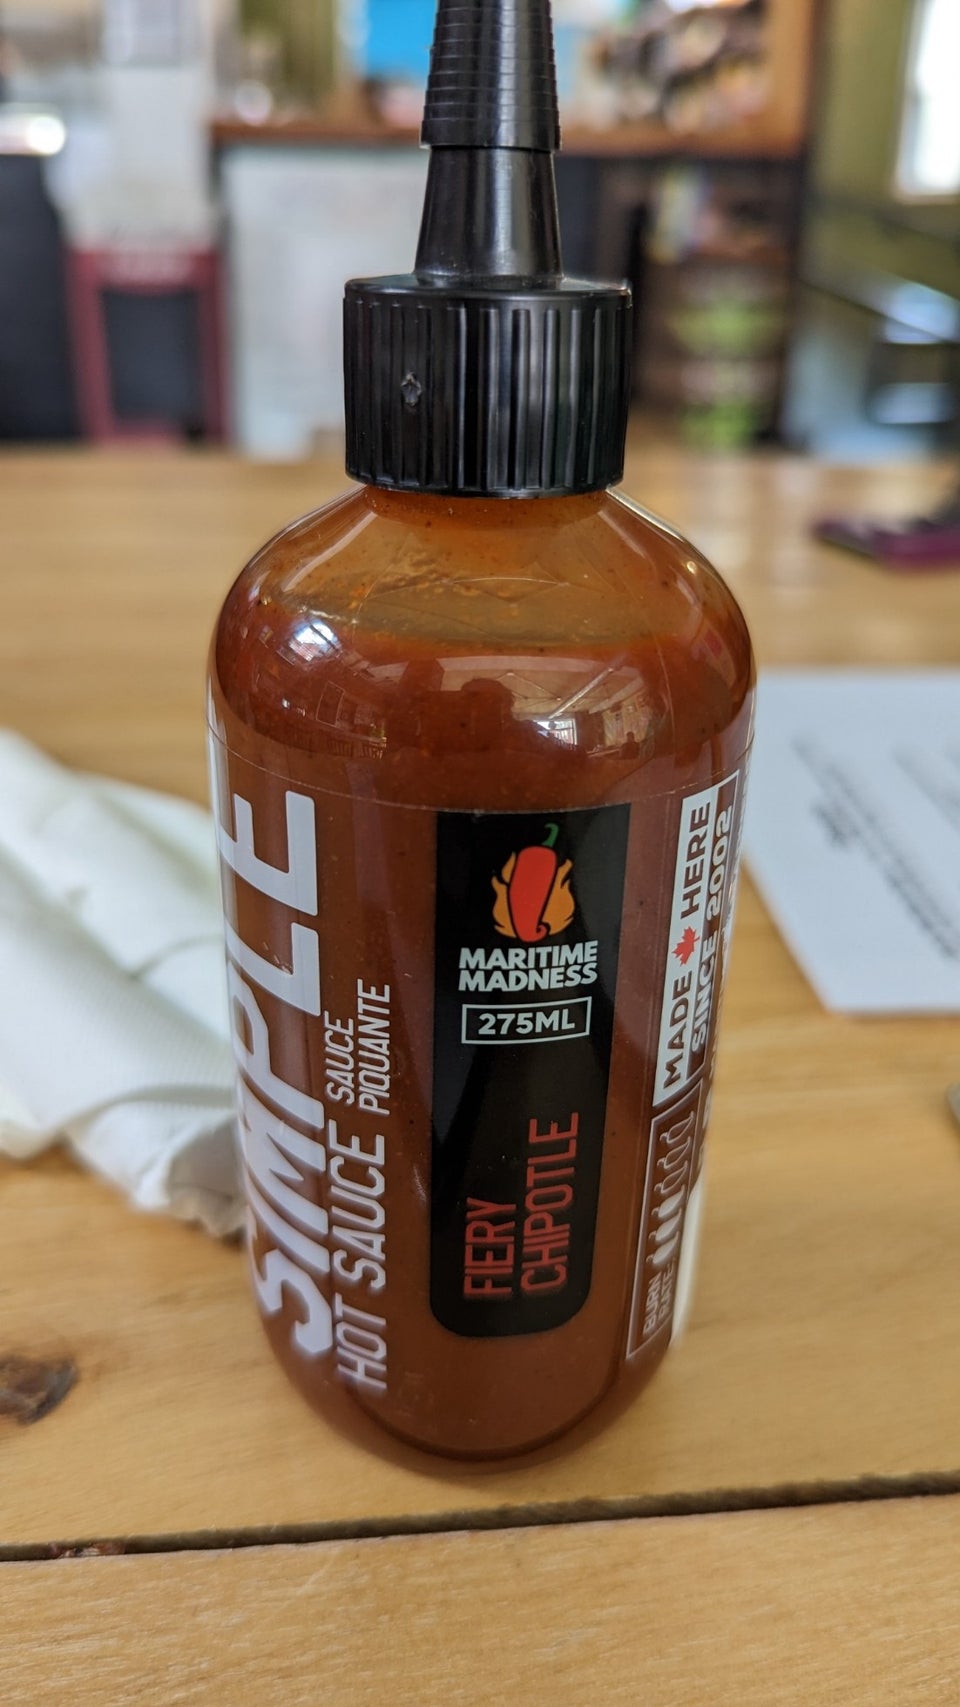 SIMPLE
HOT SAUCE
SAUCE
PIQUANTE
MARITIME
MADNESS
275ML
FIERY
CHIPOTLE
MADE HERE
SINCE 2002
BURN
RATE